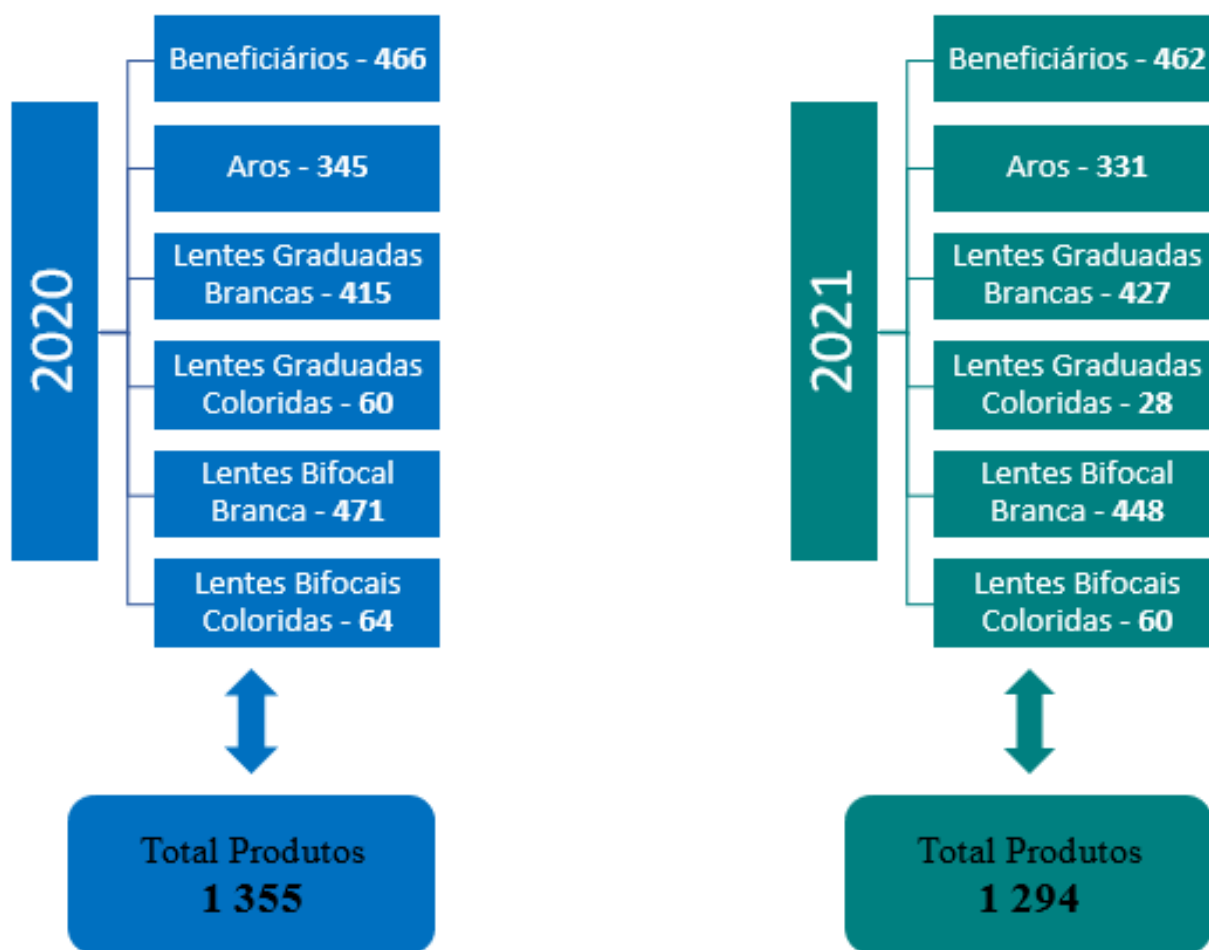 2020
Beneficiários - 466
Aros - 345
Lentes Graduadas
Brancas - 415
Lentes Graduadas
Coloridas - 60
Lentes Bifocal
Branca - 471
Lentes Bifocais
Coloridas - 64
Total Produtos
1 355
2021
Beneficiários - 462
Aros - 331
Lentes Graduadas
Brancas - 427
Lentes Graduadas
Coloridas - 28
Lentes Bifocal
Branca - 448
Lentes Bifocais
Coloridas - 60
Total Produtos
1 294